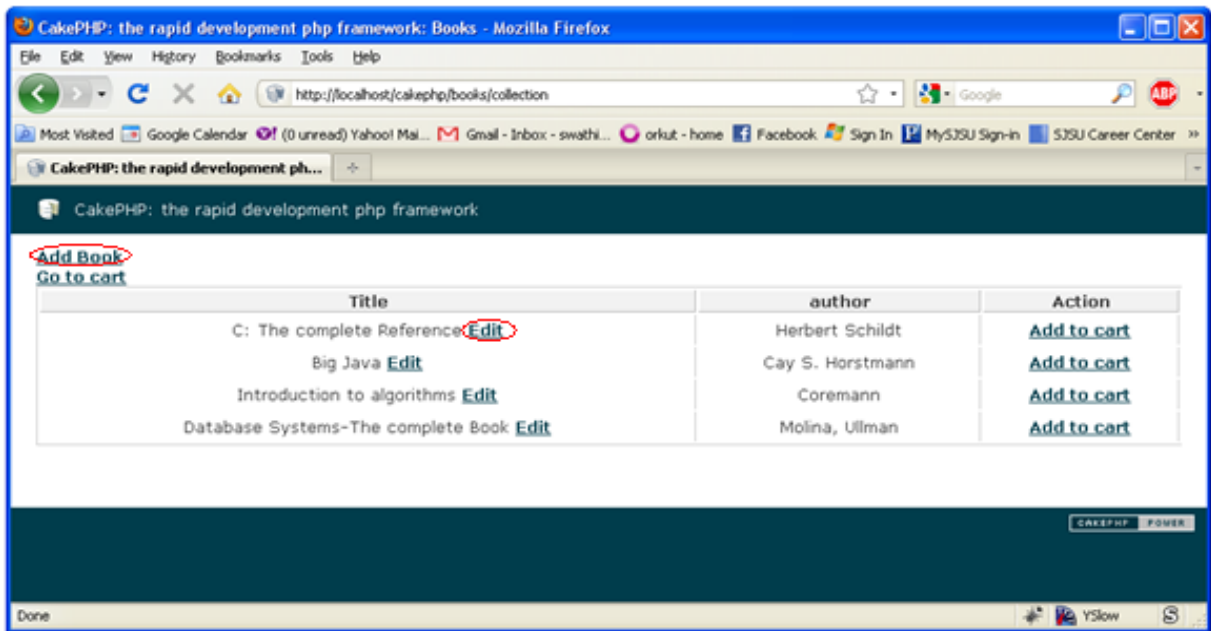 CakePHP: the rapid development php framework: Books - Mozilla Firefox
File Edit View History Bookmarks Tools Help
http://localhost/cakephp/books/collection Google ABP
Most Visited Google Calendar (0 unread) Yahoo! Mai... Gmail - Inbox - swathi... orkut - home Facebook Sign In MySJSU Sign-in SJSU Career Center »
CakePHP: the rapid development ph...
CakePHP: the rapid development php framework
Add Book
Go to cart
Title author Action
C: The complete Reference Edit Herbert Schildt Add to cart
Big Java Edit Cay S. Horstmann Add to cart
Introduction to algorithms Edit Coremann Add to cart
Database Systems-The complete Book Edit Molina, Ullman Add to cart
CAKEPHP POWER
Done YSlow S